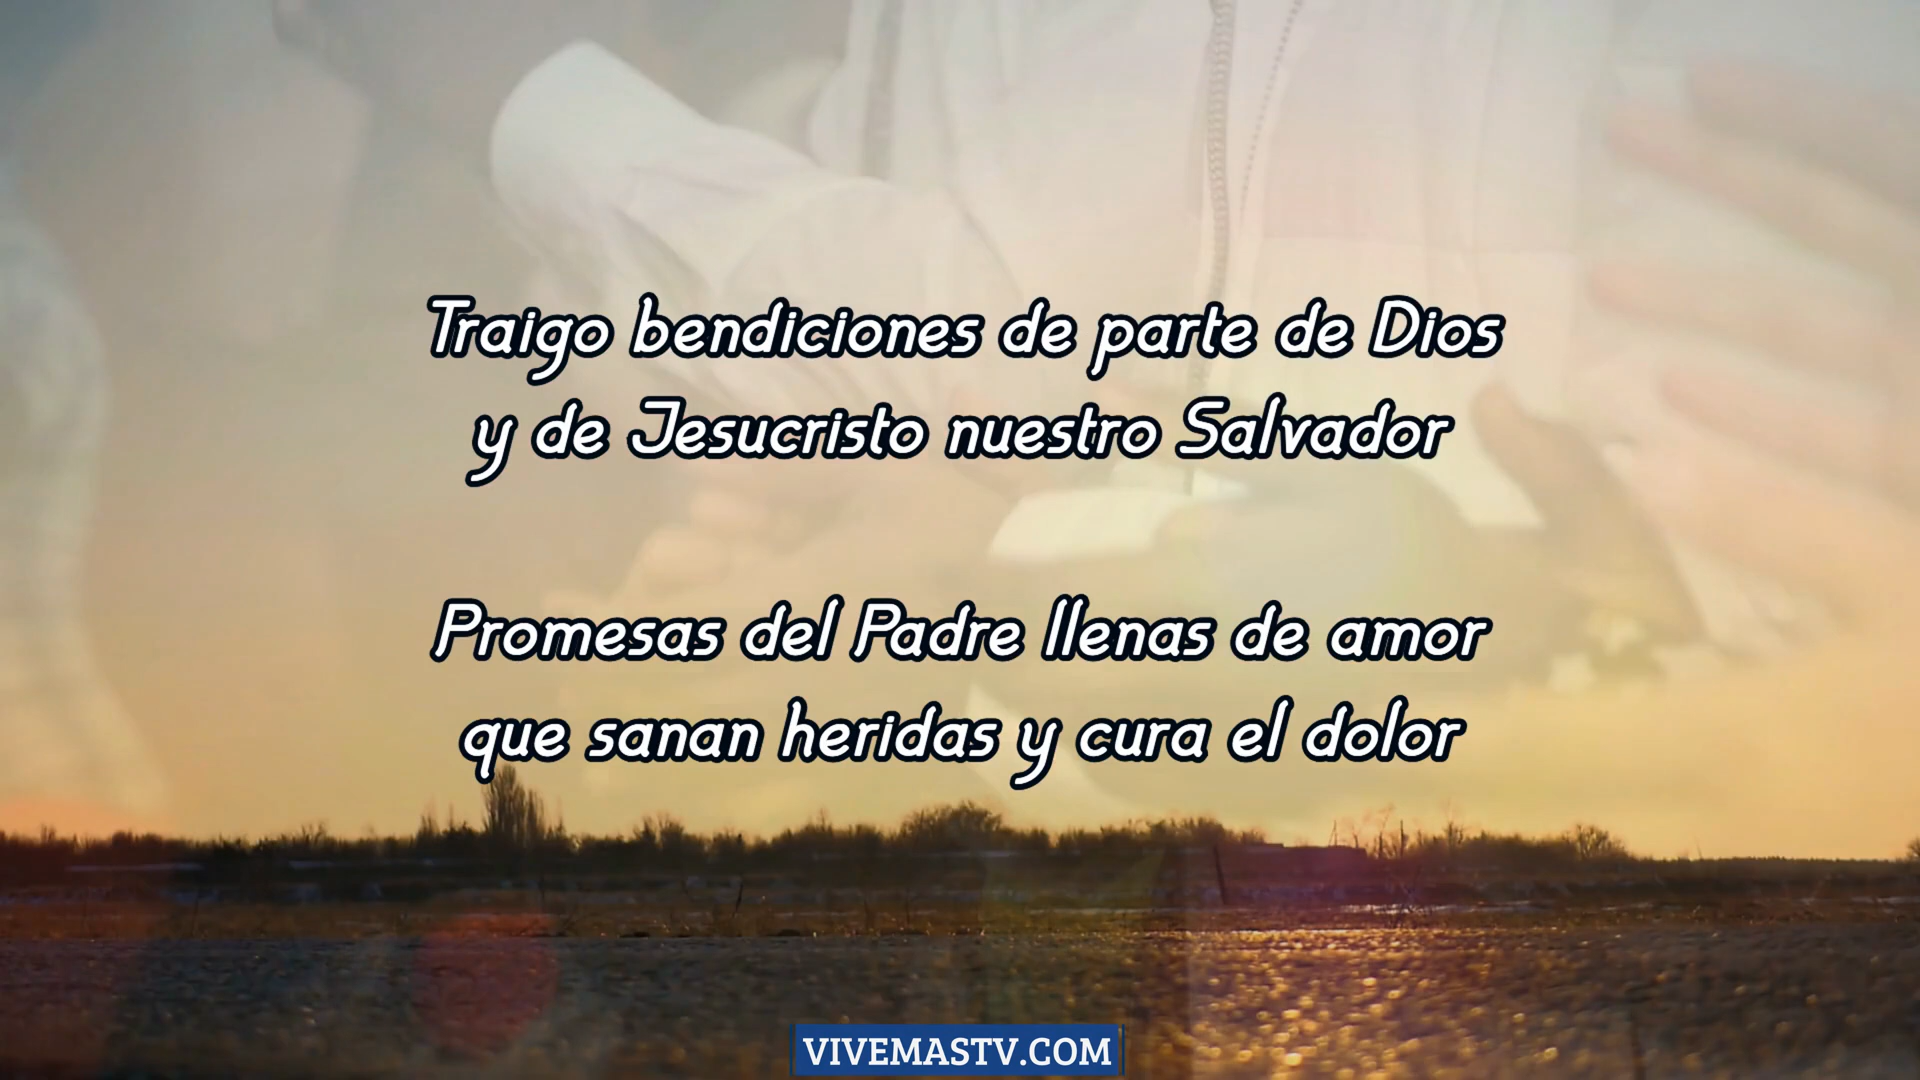 Traigo bendiciones de parte de Dios
y de Jesucristo nuestro Salvador
Promesas del Padre llenas de amor
que sanan heridas y cura el dolor
VIVEMASTV.COM